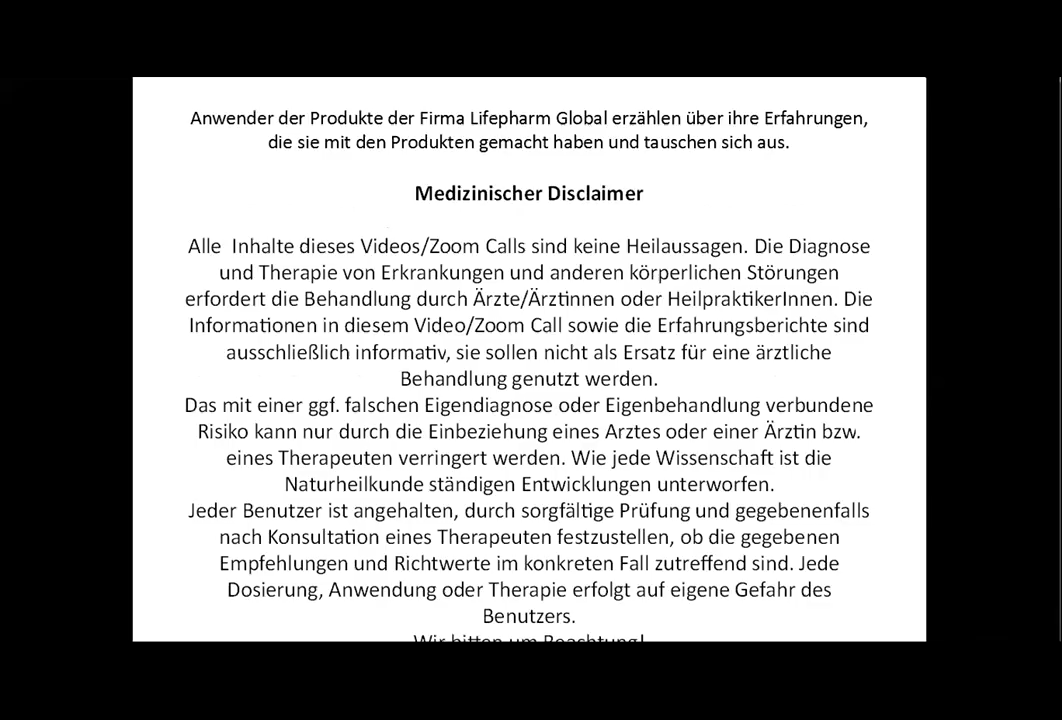 Anwender der Produkte der Firma Lifepharm Global erzählen über ihre Erfahrungen,
die sie mit den Produkten gemacht haben und tauschen sich aus.
Medizinischer Disclaimer
Alle  Inhalte dieses Videos/Zoom Calls sind keine Heilaussagen. Die Diagnose
und Therapie von Erkrankungen und anderen körperlichen Störungen
erfordert die Behandlung durch Ärzte/Ärztinnen oder HeilpraktikerInnen. Die
Informationen in diesem Video/Zoom Call sowie die Erfahrungsberichte sind
ausschließlich informativ, sie sollen nicht als Ersatz für eine ärztliche
Behandlung genutzt werden.
Das mit einer ggf. falschen Eigendiagnose oder Eigenbehandlung verbundene
Risiko kann nur durch die Einbeziehung eines Arztes oder einer Ärztin bzw.
eines Therapeuten verringert werden. Wie jede Wissenschaft ist die
Naturheilkunde ständigen Entwicklungen unterworfen.
Jeder Benutzer ist angehalten, durch sorgfältige Prüfung und gegebenenfalls
nach Konsultation eines Therapeuten festzustellen, ob die gegebenen
Empfehlungen und Richtwerte im konkreten Fall zutreffend sind. Jede
Dosierung, Anwendung oder Therapie erfolgt auf eigene Gefahr des
Benutzers.
Wir bitten um Beachtung!